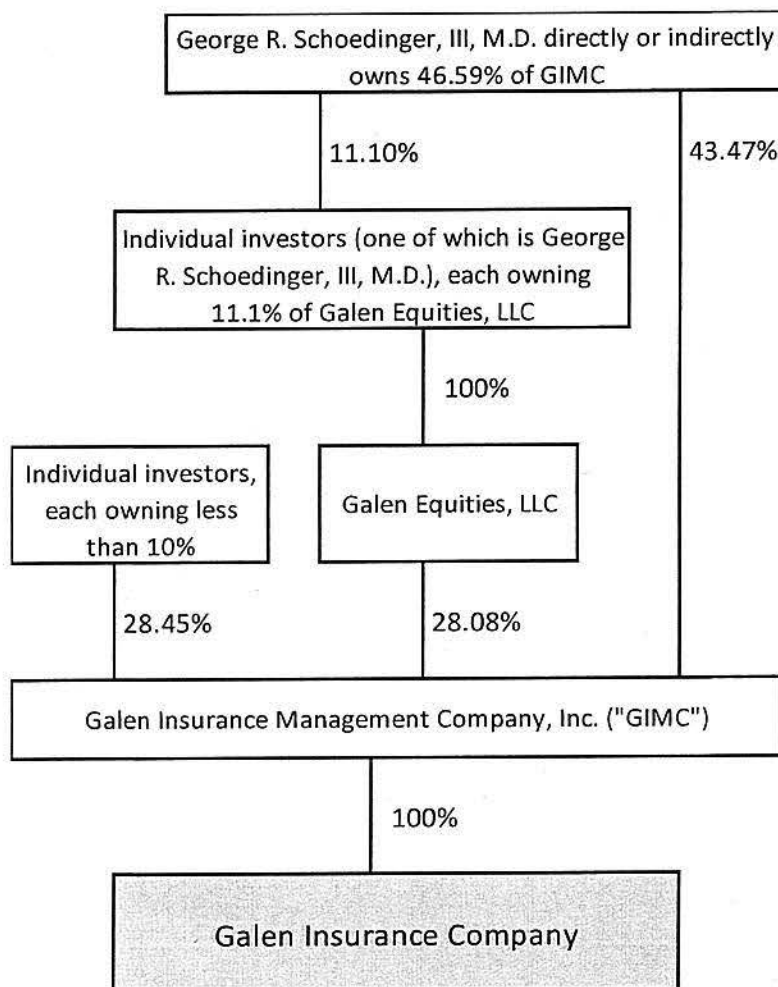 George R. Schoedinger, III, M.D. directly or indirectly
owns 46.59% of GIMC
11.10%
43.47%
Individual investors (one of which is George
R. Schoedinger, III, M.D.), each owning
11.1% of Galen Equities, LLC
100%
Individual investors,
each owning less
than 10%
Galen Equities, LLC
28.45%
28.08%
Galen Insurance Management Company, Inc. ("GIMC")
100%
Galen Insurance Company